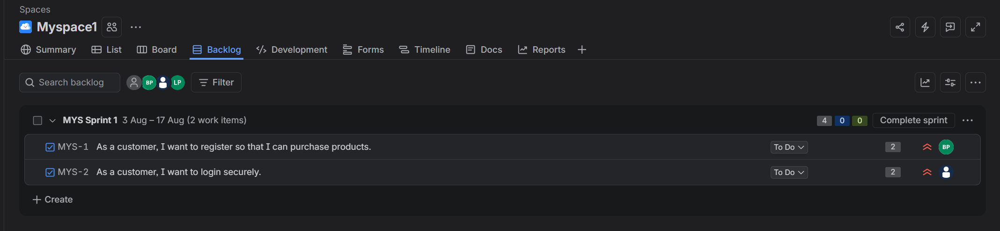 Spaces
Myspace1
Summary List Board Backlog Development Forms Timeline Docs Reports
Search backlog BP LP Filter
MYS Sprint 1 3 Aug – 17 Aug (2 work items) 4 0 0 Complete sprint
MYS-1 As a customer, I want to register so that I can purchase products. To Do 2 BP
MYS-2 As a customer, I want to login securely. To Do 2
Create